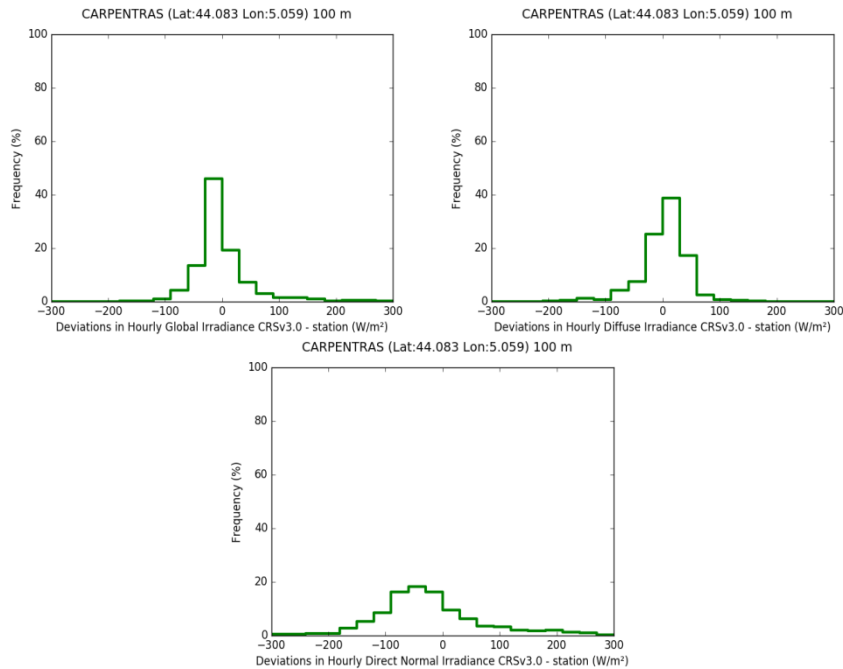 CARPENTRAS (Lat:44.083 Lon:5.059) 100 m
100
80
60
40
20
0
Frequency (%)
−300 −200 −100 0 100 200 300
Deviations in Hourly Global Irradiance CRSv3.0 - station (W/m²)
CARPENTRAS (Lat:44.083 Lon:5.059) 100 m
100
80
60
40
20
0
Frequency (%)
−300 −200 −100 0 100 200 300
Deviations in Hourly Diffuse Irradiance CRSv3.0 - station (W/m²)
CARPENTRAS (Lat:44.083 Lon:5.059) 100 m
100
80
60
40
20
0
Frequency (%)
−300 −200 −100 0 100 200 300
Deviations in Hourly Direct Normal Irradiance CRSv3.0 - station (W/m²)